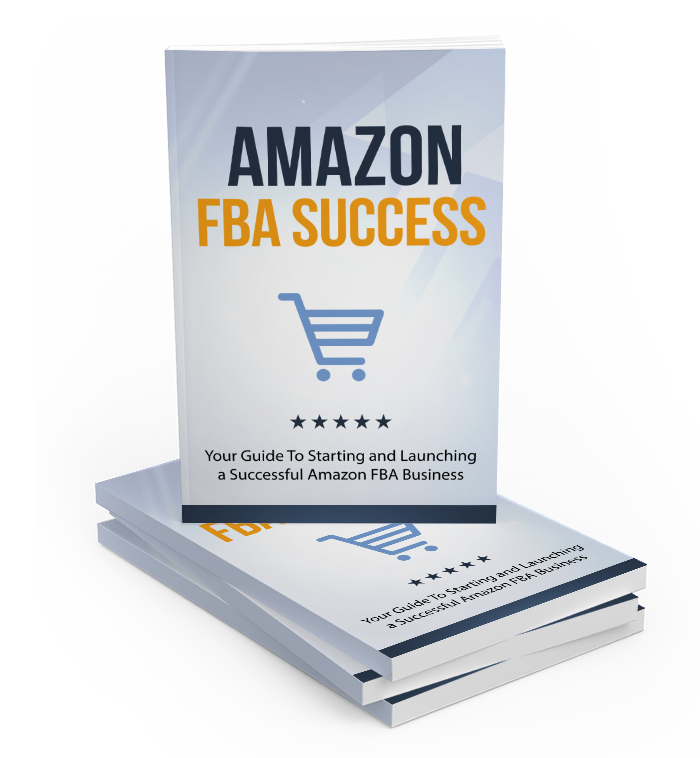 AMAZON
FBA SUCCESS
★★★★★
Your Guide To Starting and Launching
a Successful Amazon FBA Business
FBA
★★★★★
Your Guide To Starting and Launching
a Successful Amazon FBA Business